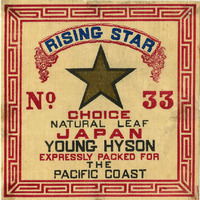 RISING STAR
Nº 33
CHOICE
NATURAL LEAF
JAPAN
YOUNG HYSON
EXPRESSLY PACKED FOR
THE
PACIFIC COAST